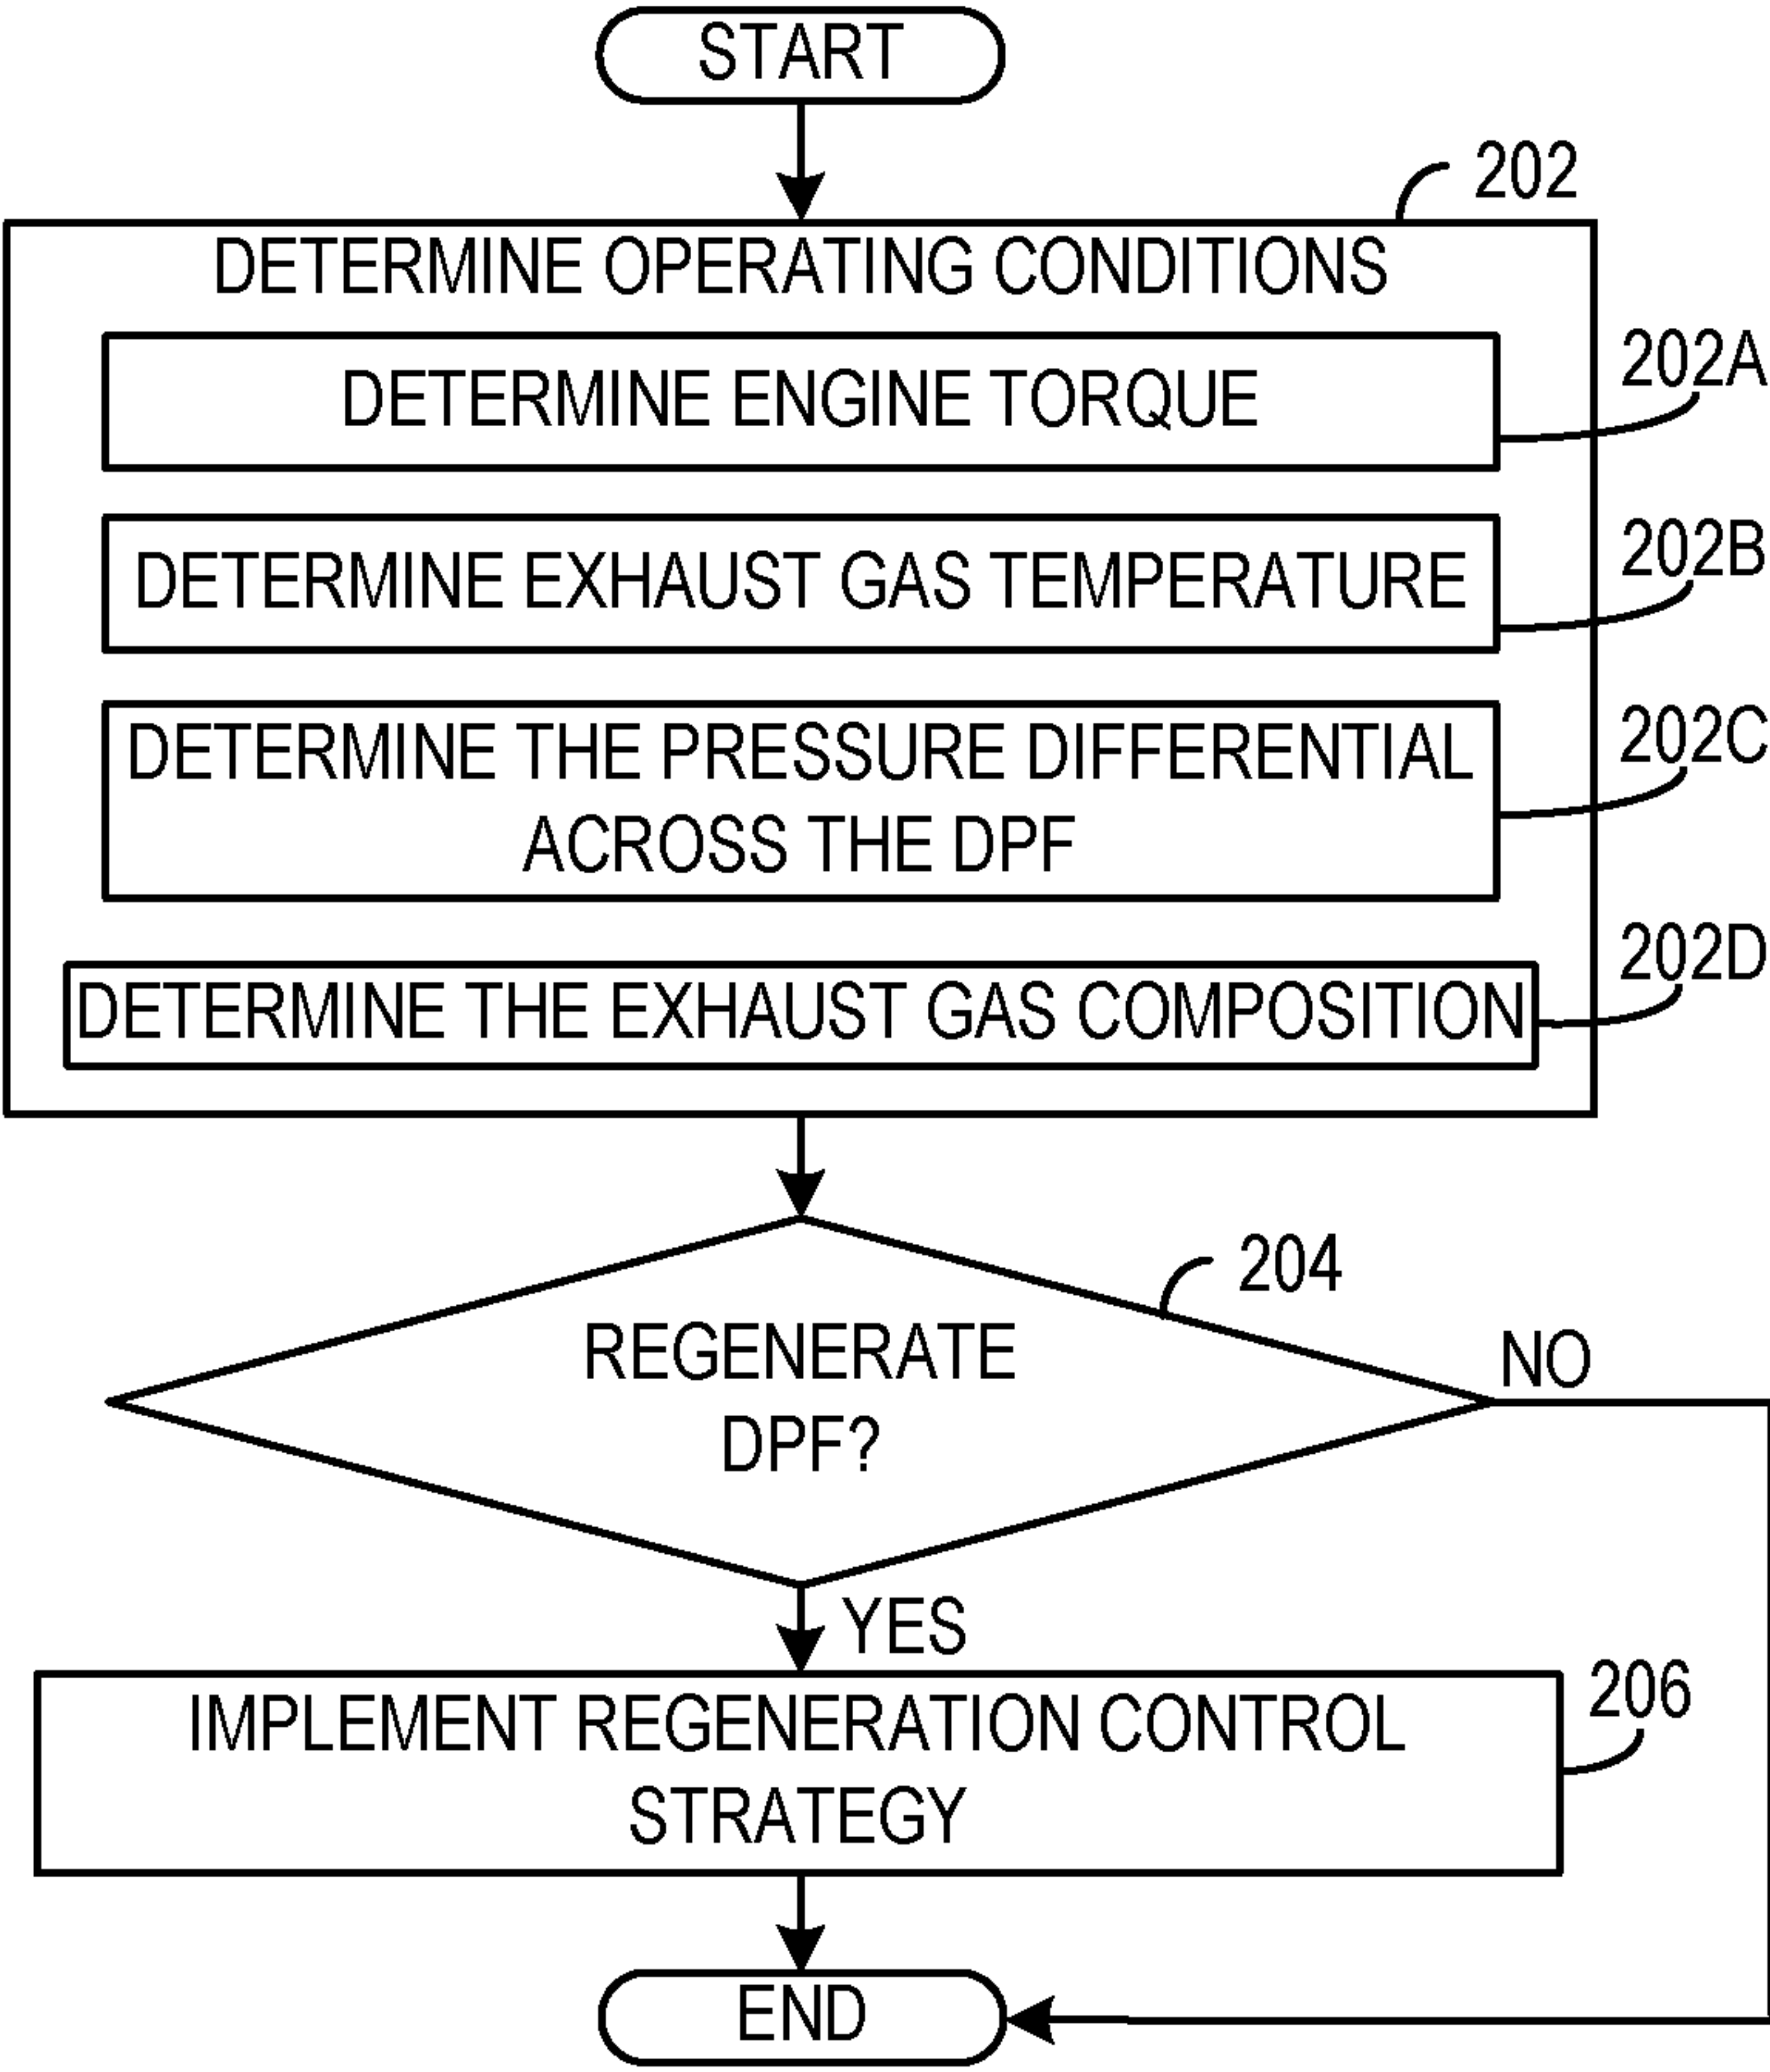 START
202
DETERMINE OPERATING CONDITIONS
202A
DETERMINE ENGINE TORQUE
202B
DETERMINE EXHAUST GAS TEMPERATURE
202C
DETERMINE THE PRESSURE DIFFERENTIAL
ACROSS THE DPF
202D
DETERMINE THE EXHAUST GAS COMPOSITION
204
REGENERATE
DPF?
NO
YES
206
IMPLEMENT REGENERATION CONTROL
STRATEGY
END